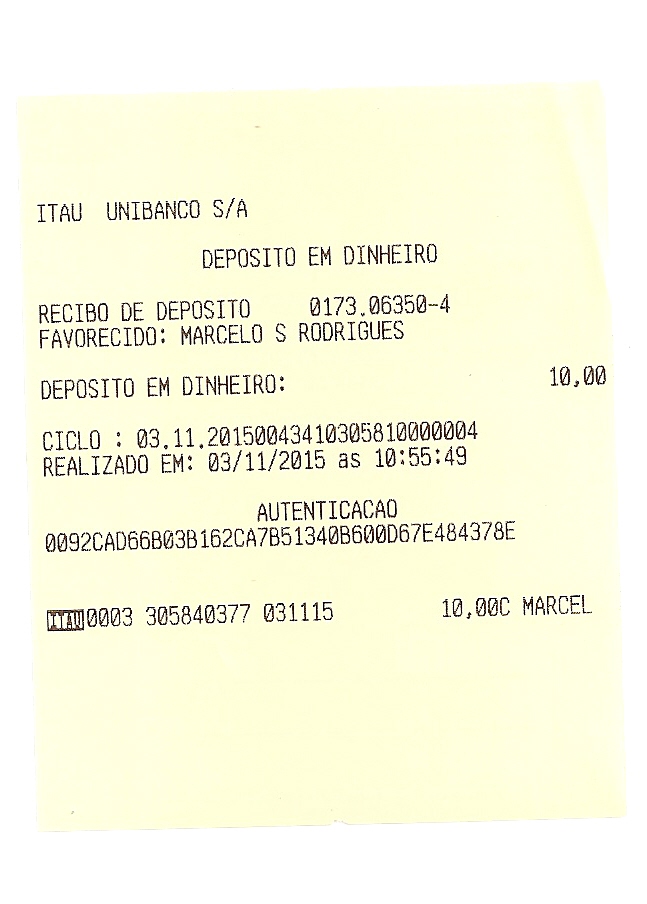 ITAU UNIBANCO S/A
DEPOSITO EM DINHEIRO
RECIBO DE DEPOSITO 0173.06350-4
FAVORECIDO: MARCELO S RODRIGUES
DEPOSITO EM DINHEIRO: 10,00
CICLO : 03.11.20150043410305810000004
REALIZADO EM: 03/11/2015 as 10:55:49
AUTENTICACAO
0092CAD66B03B162CA7B51340B600D67E484378E
ITAU0003 305840377 031115 10,00C MARCEL